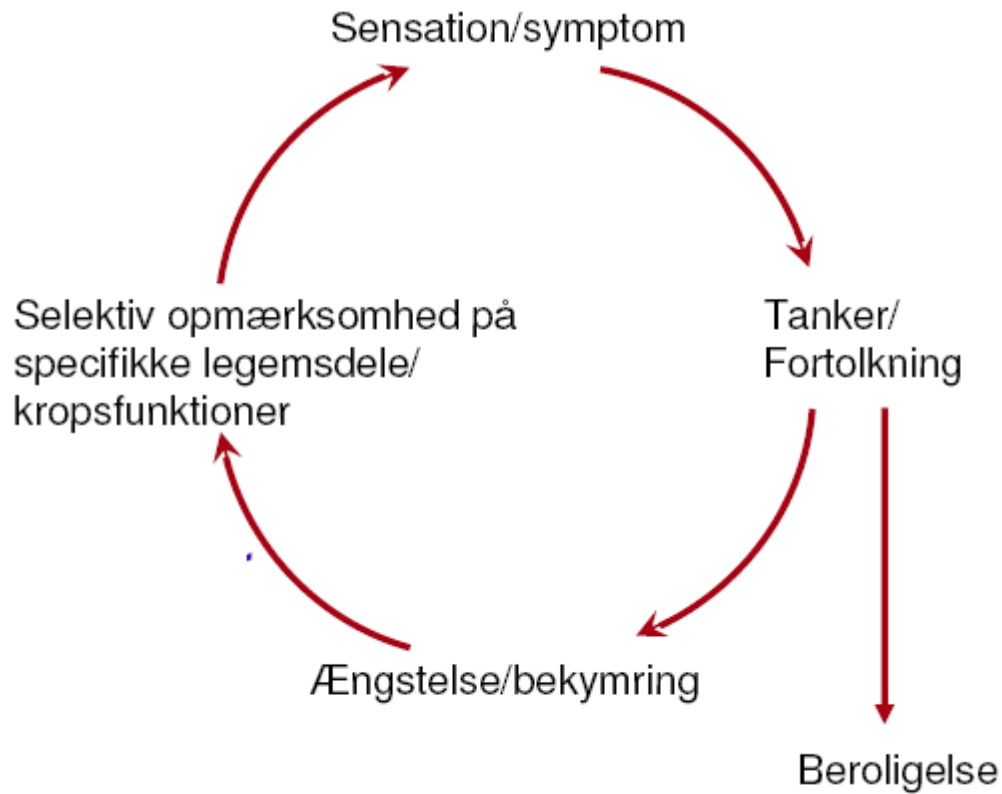 Sensation/symptom
Selektiv opmærksomhed på
specifikke legemsdele/
kropsfunktioner
Tanker/
Fortolkning
Ængstelse/bekymring
Beroligelse